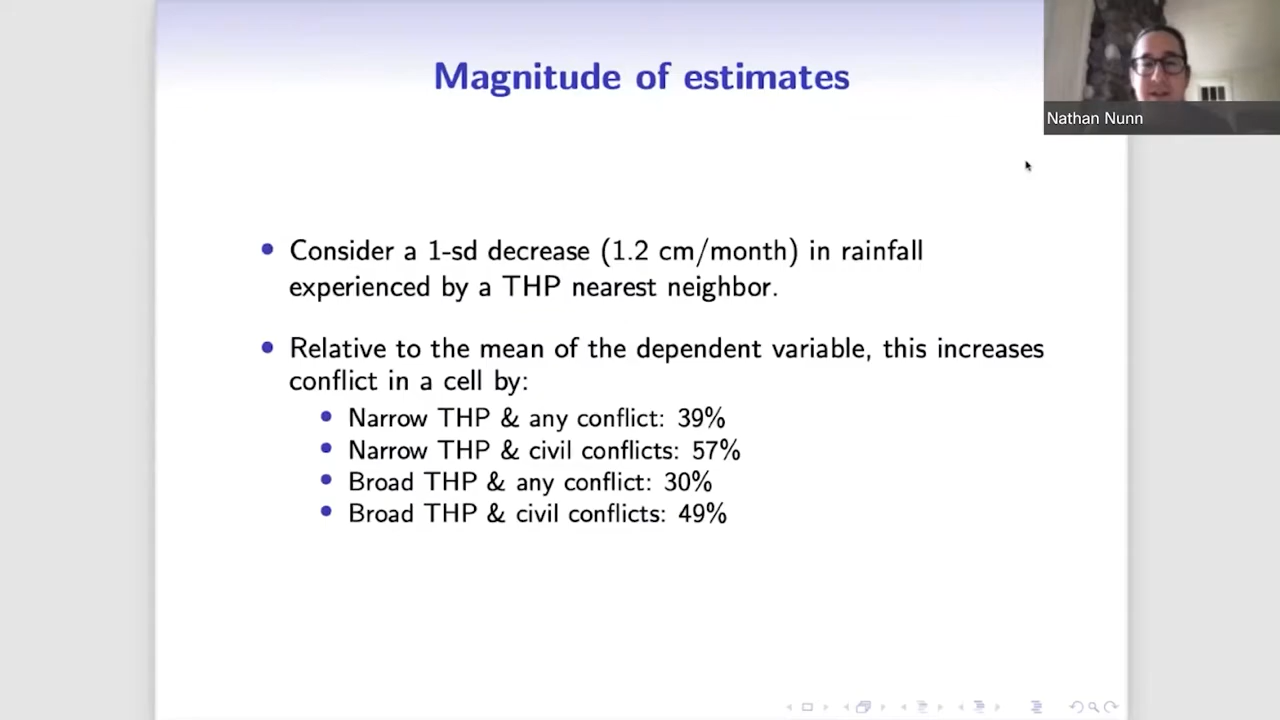 Magnitude of estimates
Nathan Nunn
• Consider a 1-sd decrease (1.2 cm/month) in rainfall
experienced by a THP nearest neighbor.
• Relative to the mean of the dependent variable, this increases
conflict in a cell by:
• Narrow THP & any conflict: 39%
• Narrow THP & civil conflicts: 57%
• Broad THP & any conflict: 30%
• Broad THP & civil conflicts: 49%